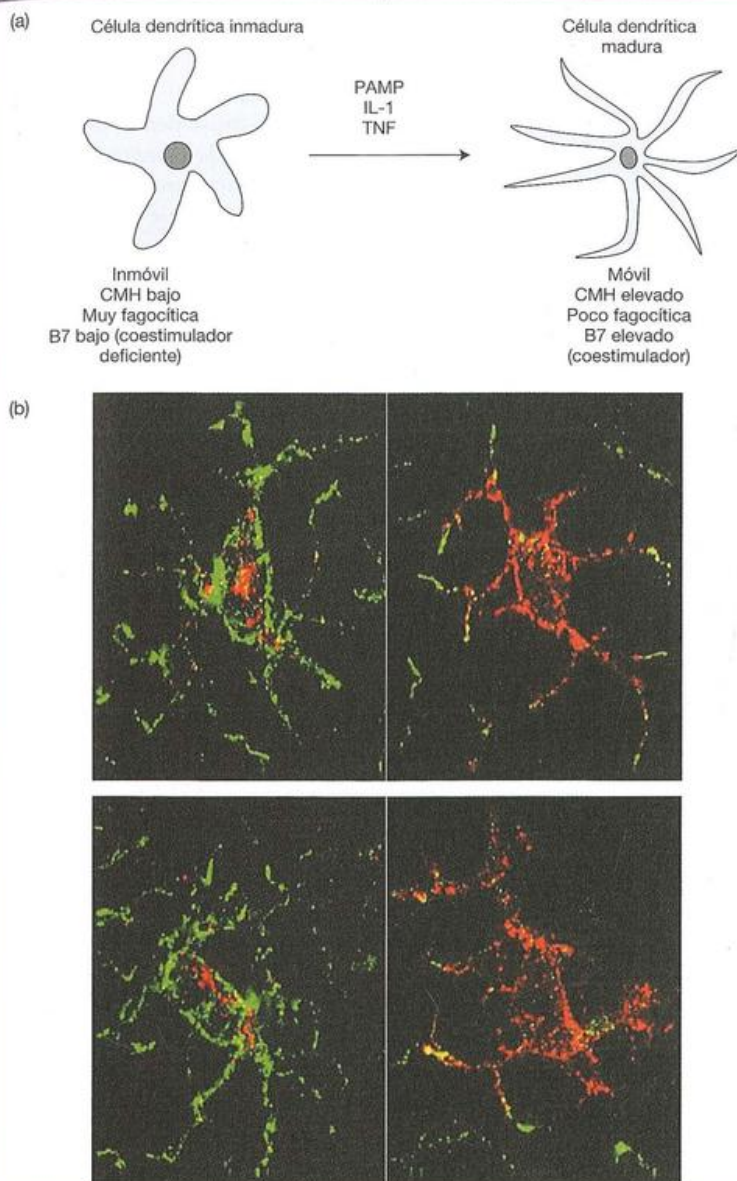 (a)
Célula dendrítica inmadura
PAMP
IL-1
TNF
Célula dendrítica
madura
Inmóvil
CMH bajo
Muy fagocítica
B7 bajo (coestimulador
deficiente)
Móvil
CMH elevado
Poco fagocítica
B7 elevado
(coestimulador)
(b)